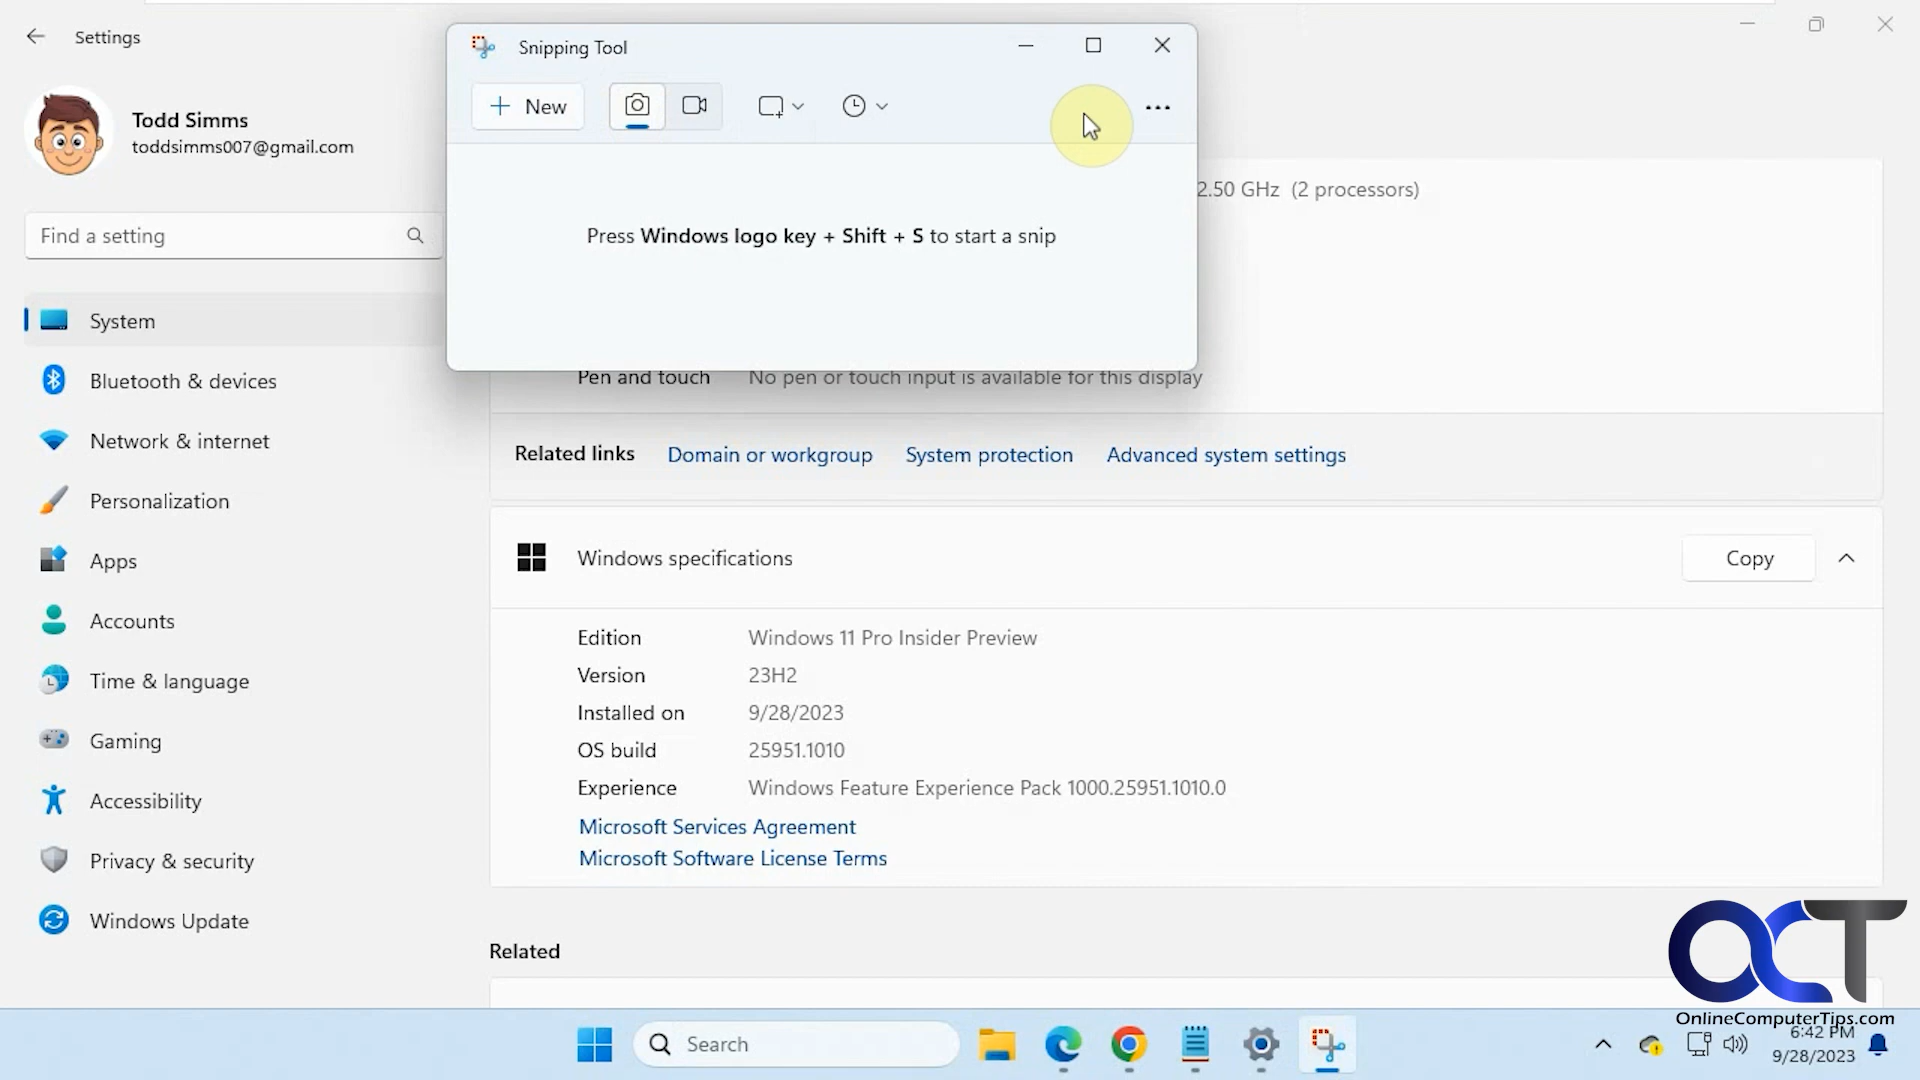 Settings
Snipping Tool
New
Todd Simms
toddsimms007@gmail.com
2.50 GHz (2 processors)
Find a setting
Press Windows logo key + Shift + S to start a snip
System
Bluetooth & devices
Pen and touch No pen or touch input is available for this display
Network & internet
Related links Domain or workgroup System protection Advanced system settings
Personalization
Apps
Windows specifications Copy
Accounts
Edition Windows 11 Pro Insider Preview
Version 23H2
Time & language
Installed on 9/28/2023
Gaming
OS build 25951.1010
Experience Windows Feature Experience Pack 1000.25951.1010.0
Accessibility
Microsoft Services Agreement
Microsoft Software License Terms
Privacy & security
Windows Update
Related
OCT
OnlineComputerTips.com
Search
6:42 PM
9/28/2023